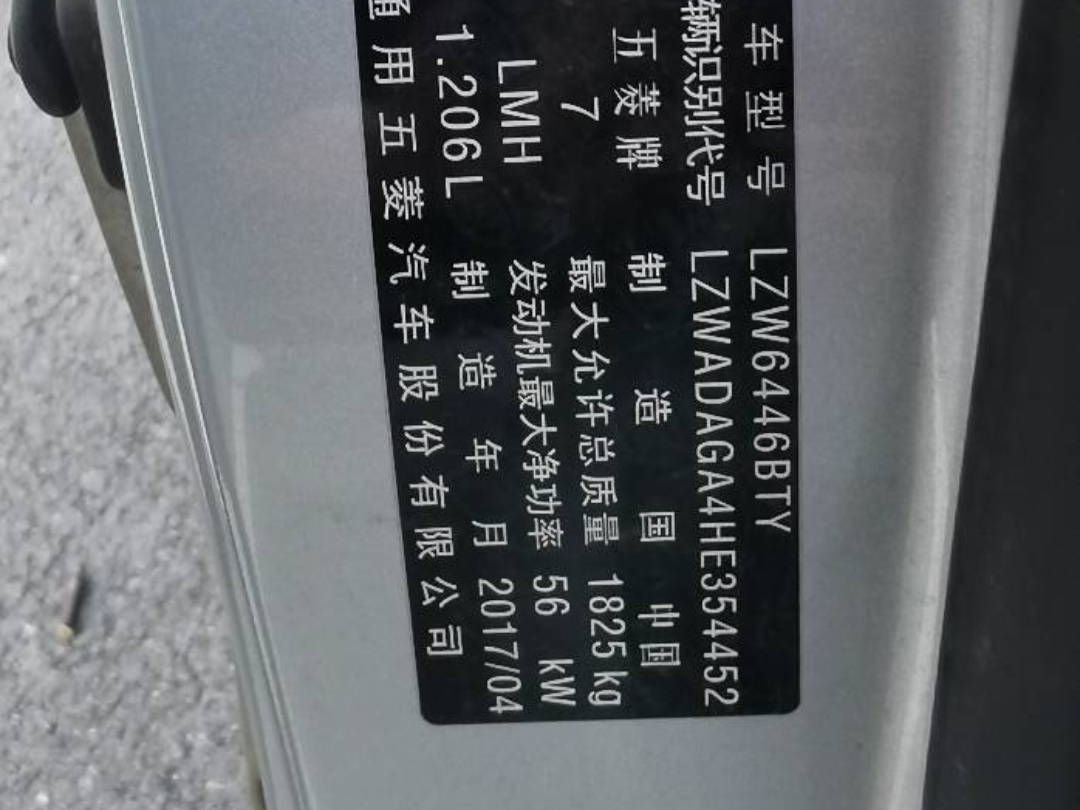 车型号 LZW6446BTY
车辆识别代号 LZWADAGA4HE354452
五菱牌 制造国 中国
7 最大允许总质量 1825 kg
LMH 发动机最大净功率 56 kW
1.206L 制造年月 2017/04
通用五菱汽车股份有限公司